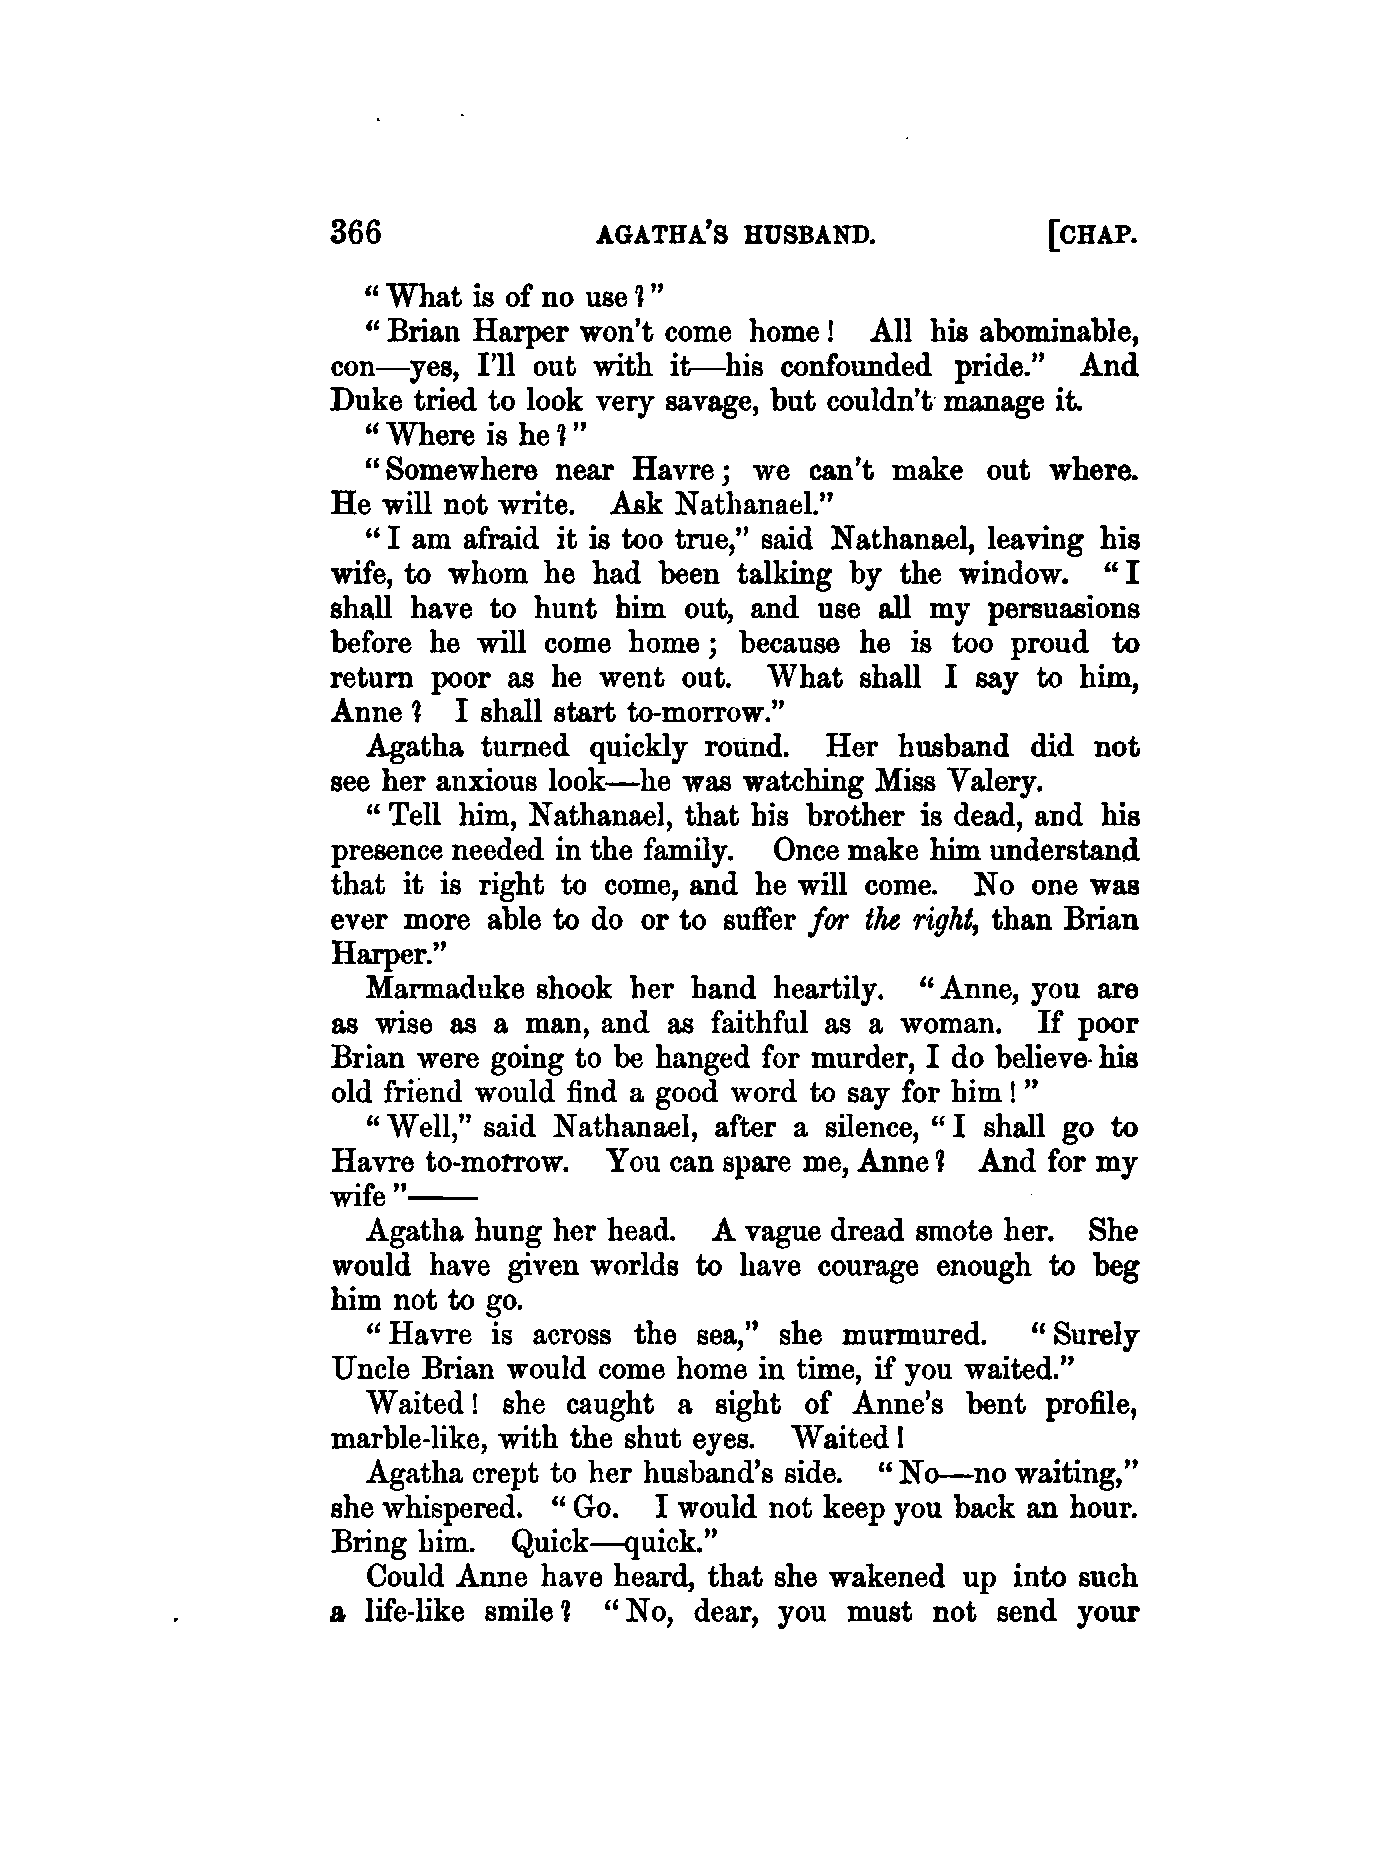 366 AGATHA'S HUSBAND. [CHAP.
“What is of no use?”
“Brian Harper won't come home! All his abominable,
con—yes, I'll out with it—his confounded pride.” And
Duke tried to look very savage, but couldn't manage it.
“Where is he?”
“Somewhere near Havre; we can't make out where.
He will not write. Ask Nathanael.”
“I am afraid it is too true,” said Nathanael, leaving his
wife, to whom he had been talking by the window. “I
shall have to hunt him out, and use all my persuasions
before he will come home; because he is too proud to
return poor as he went out. What shall I say to him,
Anne? I shall start to-morrow.”
Agatha turned quickly round. Her husband did not
see her anxious look—he was watching Miss Valery.
“Tell him, Nathanael, that his brother is dead, and his
presence needed in the family. Once make him understand
that it is right to come, and he will come. No one was
ever more able to do or to suffer for the right, than Brian
Harper.”
Marmaduke shook her hand heartily. “Anne, you are
as wise as a man, and as faithful as a woman. If poor
Brian were going to be hanged for murder, I do believe his
old friend would find a good word to say for him!”
“Well,” said Nathanael, after a silence, “I shall go to
Havre to-morrow. You can spare me, Anne? And for my
wife”——
Agatha hung her head. A vague dread smote her. She
would have given worlds to have courage enough to beg
him not to go.
“Havre is across the sea,” she murmured. “Surely
Uncle Brian would come home in time, if you waited.”
Waited! she caught a sight of Anne's bent profile,
marble-like, with the shut eyes. Waited!
Agatha crept to her husband's side. “No—no waiting,”
she whispered. “Go. I would not keep you back an hour.
Bring him. Quick—quick.”
Could Anne have heard, that she wakened up into such
a life-like smile? “No, dear, you must not send your